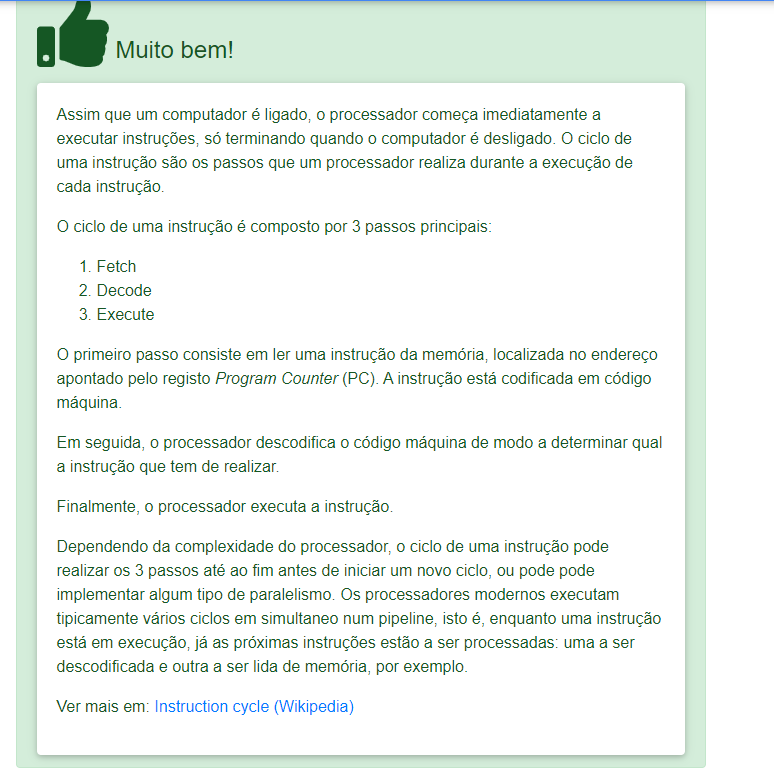 Muito bem!
Assim que um computador é ligado, o processador começa imediatamente a
executar instruções, só terminando quando o computador é desligado. O ciclo de
uma instrução são os passos que um processador realiza durante a execução de
cada instrução.
O ciclo de uma instrução é composto por 3 passos principais:
1. Fetch
2. Decode
3. Execute
O primeiro passo consiste em ler uma instrução da memória, localizada no endereço
apontado pelo registo Program Counter (PC). A instrução está codificada em código
máquina.
Em seguida, o processador descodifica o código máquina de modo a determinar qual
a instrução que tem de realizar.
Finalmente, o processador executa a instrução.
Dependendo da complexidade do processador, o ciclo de uma instrução pode
realizar os 3 passos até ao fim antes de iniciar um novo ciclo, ou pode pode
implementar algum tipo de paralelismo. Os processadores modernos executam
tipicamente vários ciclos em simultaneo num pipeline, isto é, enquanto uma instrução
está em execução, já as próximas instruções estão a ser processadas: uma a ser
descodificada e outra a ser lida de memória, por exemplo.
Ver mais em: Instruction cycle (Wikipedia)